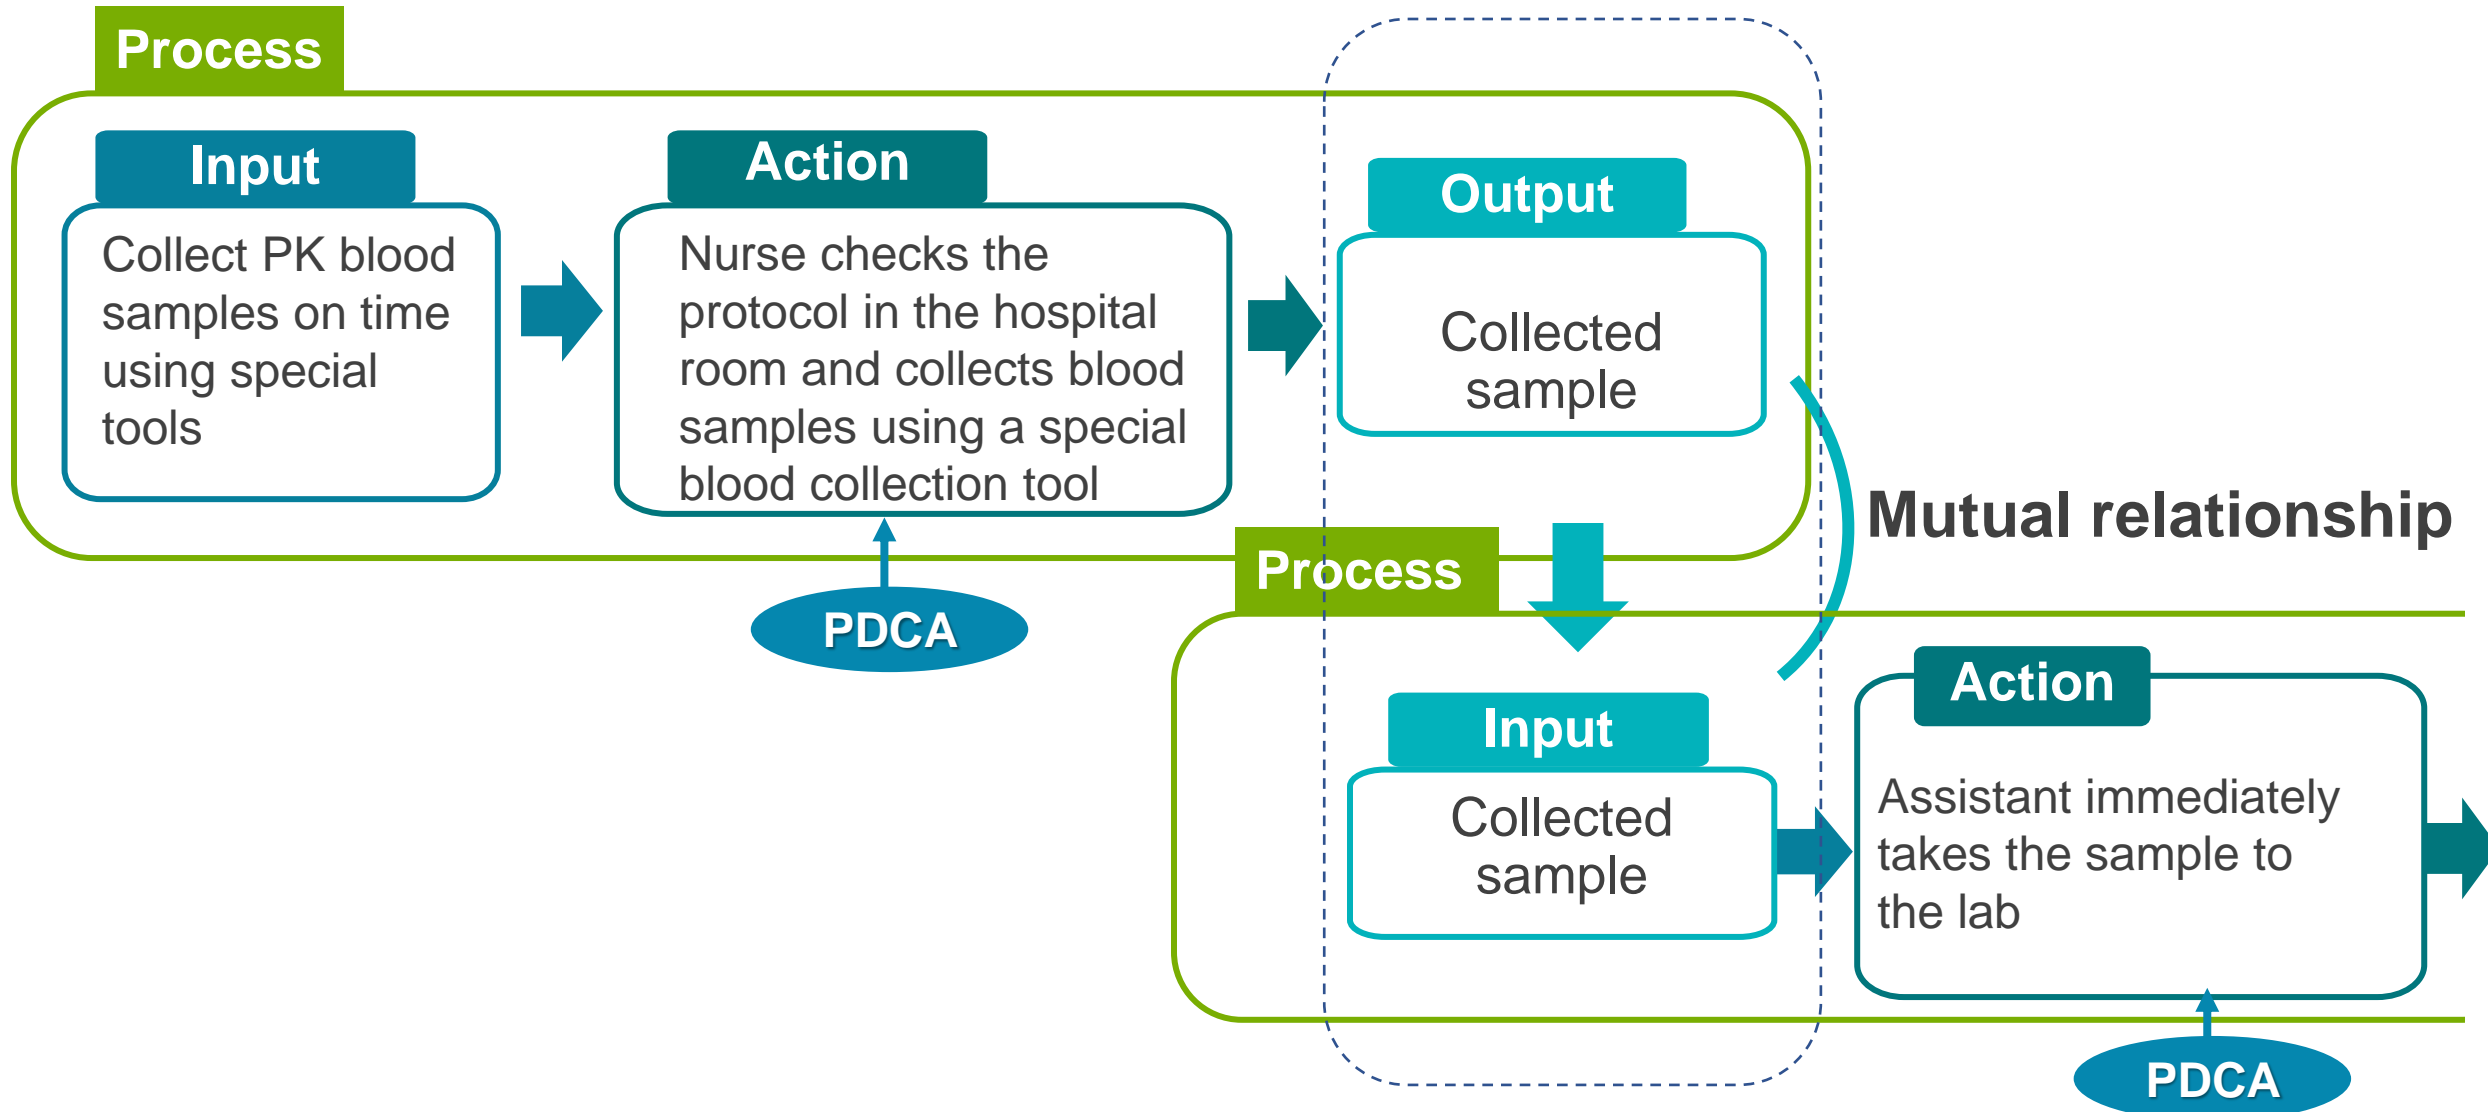 Process
Input
Collect PK blood
samples on time
using special
tools
Action
Nurse checks the
protocol in the hospital
room and collects blood
samples using a special
blood collection tool
PDCA
Output
Collected
sample
Mutual relationship
Process
Input
Collected
sample
Action
Assistant immediately
takes the sample to
the lab
PDCA